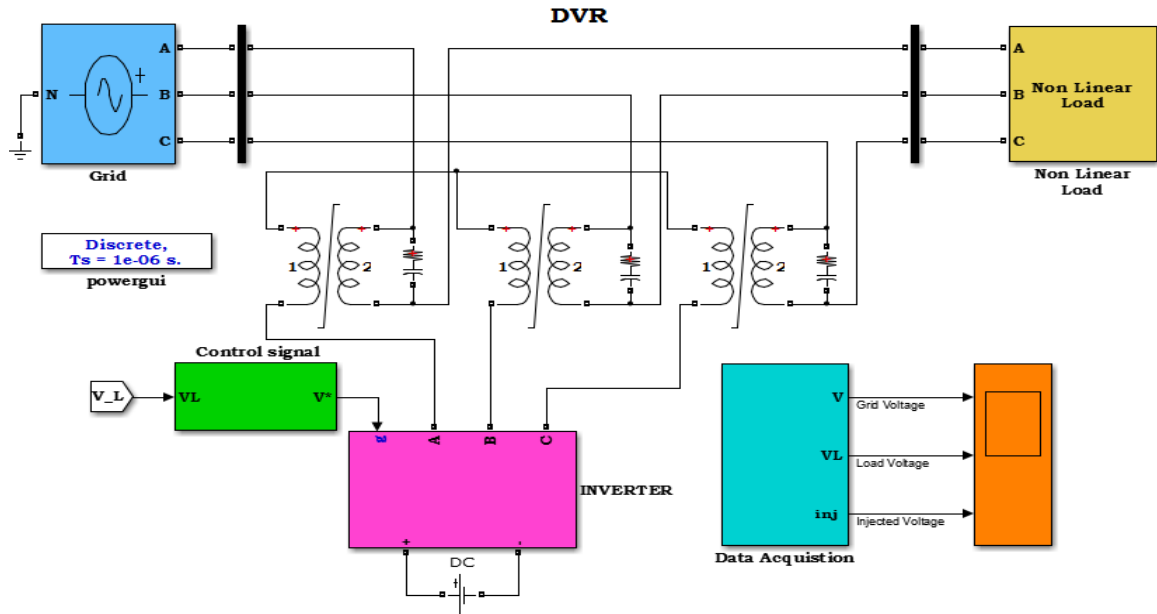 DVR
A
B
C
N
+
Grid
A
B
C
Non Linear
Load
Non Linear
Load
Discrete,
Ts = 1e-06 s.
powergui
+
1
2
+
+
1
2
+
+
1
2
+
Control signal
V_L
VL
V*
g
A
B
C
INVERTER
+
-
DC
+
V
VL
inj
Grid Voltage
Load Voltage
Injected Voltage
Data Acquistion